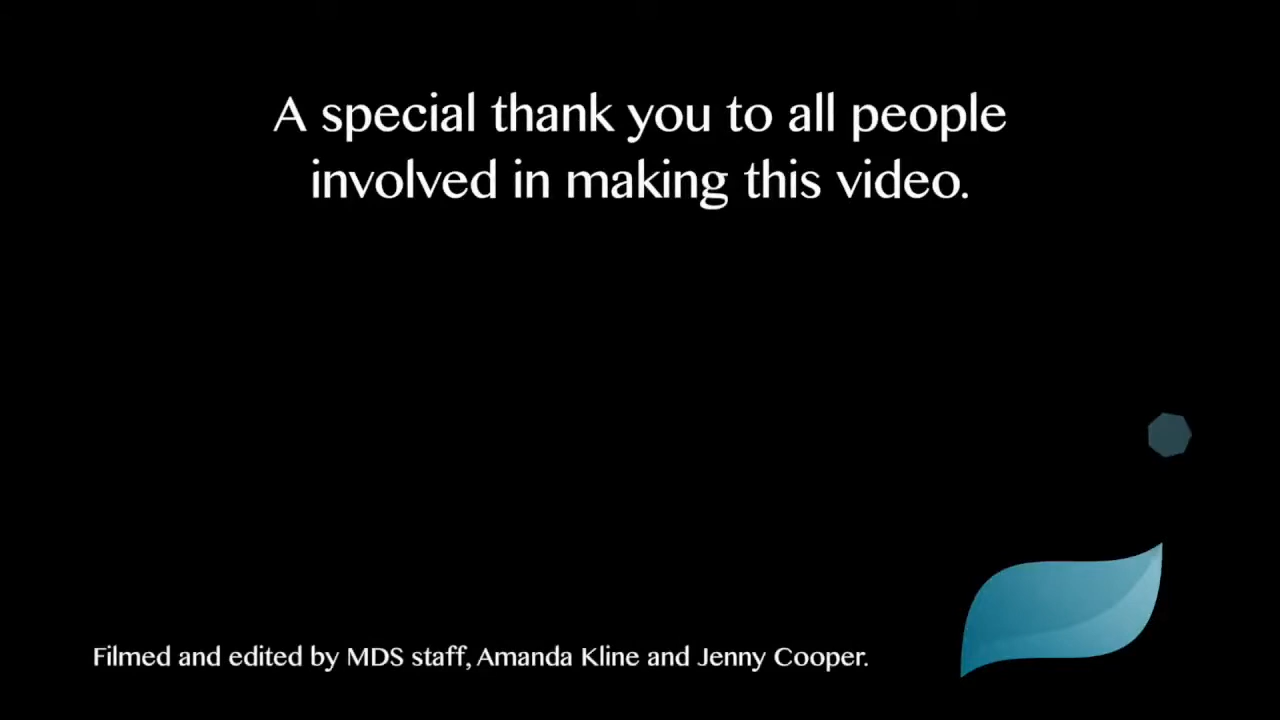 A special thank you to all people
involved in making this video.
Filmed and edited by MDS staff, Amanda Kline and Jenny Cooper.